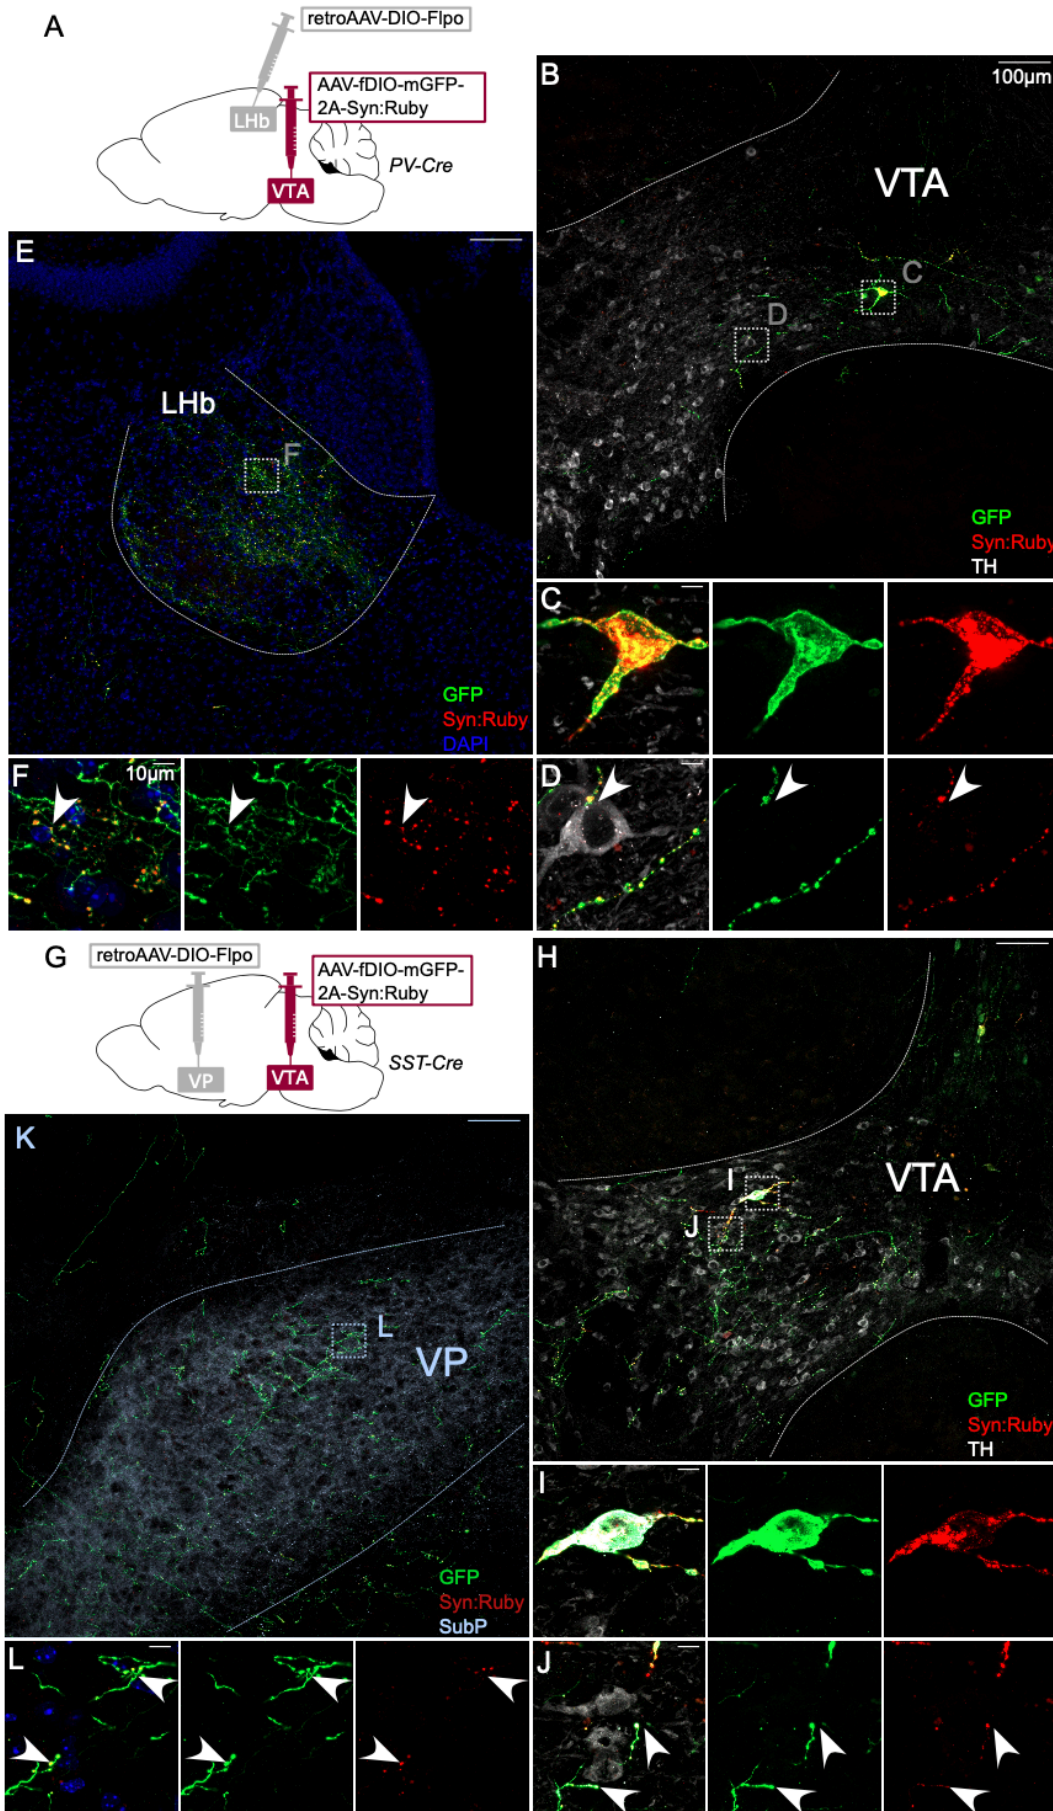 A
retroAAV-DIO-Flpo
AAV-fDIO-mGFP-
2A-Syn:Ruby
LHb
PV-Cre
VTA
B
100µm
VTA
C
D
GFP
Syn:Ruby
TH
E
LHb
F
GFP
Syn:Ruby
DAPI
C
F
10µm
D
G
retroAAV-DIO-Flpo
AAV-fDIO-mGFP-
2A-Syn:Ruby
SST-Cre
VP
VTA
H
I
VTA
J
GFP
Syn:Ruby
TH
K
L
VP
GFP
Syn:Ruby
SubP
I
L
J